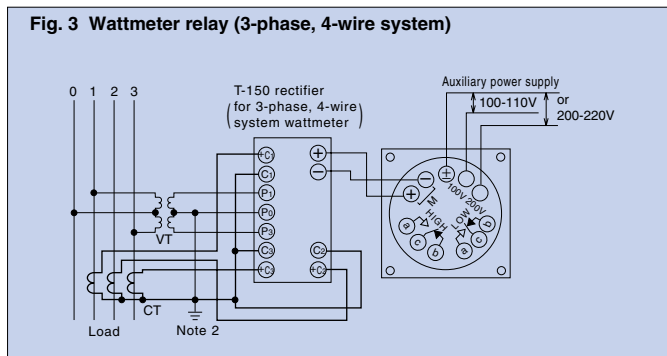 Fig. 3 Wattmeter relay (3-phase, 4-wire system)
0 1 2 3
T-150 rectifier
(for 3-phase, 4-wire
system wattmeter)
Auxiliary power supply
100-110V
or
200-220V
+C1
C1
P1
P0
P3
C3
+C3
+
−
C2
+C2
VT
CT
Load
Note 2
±
−
+
M
100V 200V
HIGH
LOW
a
c
b
a
c
b